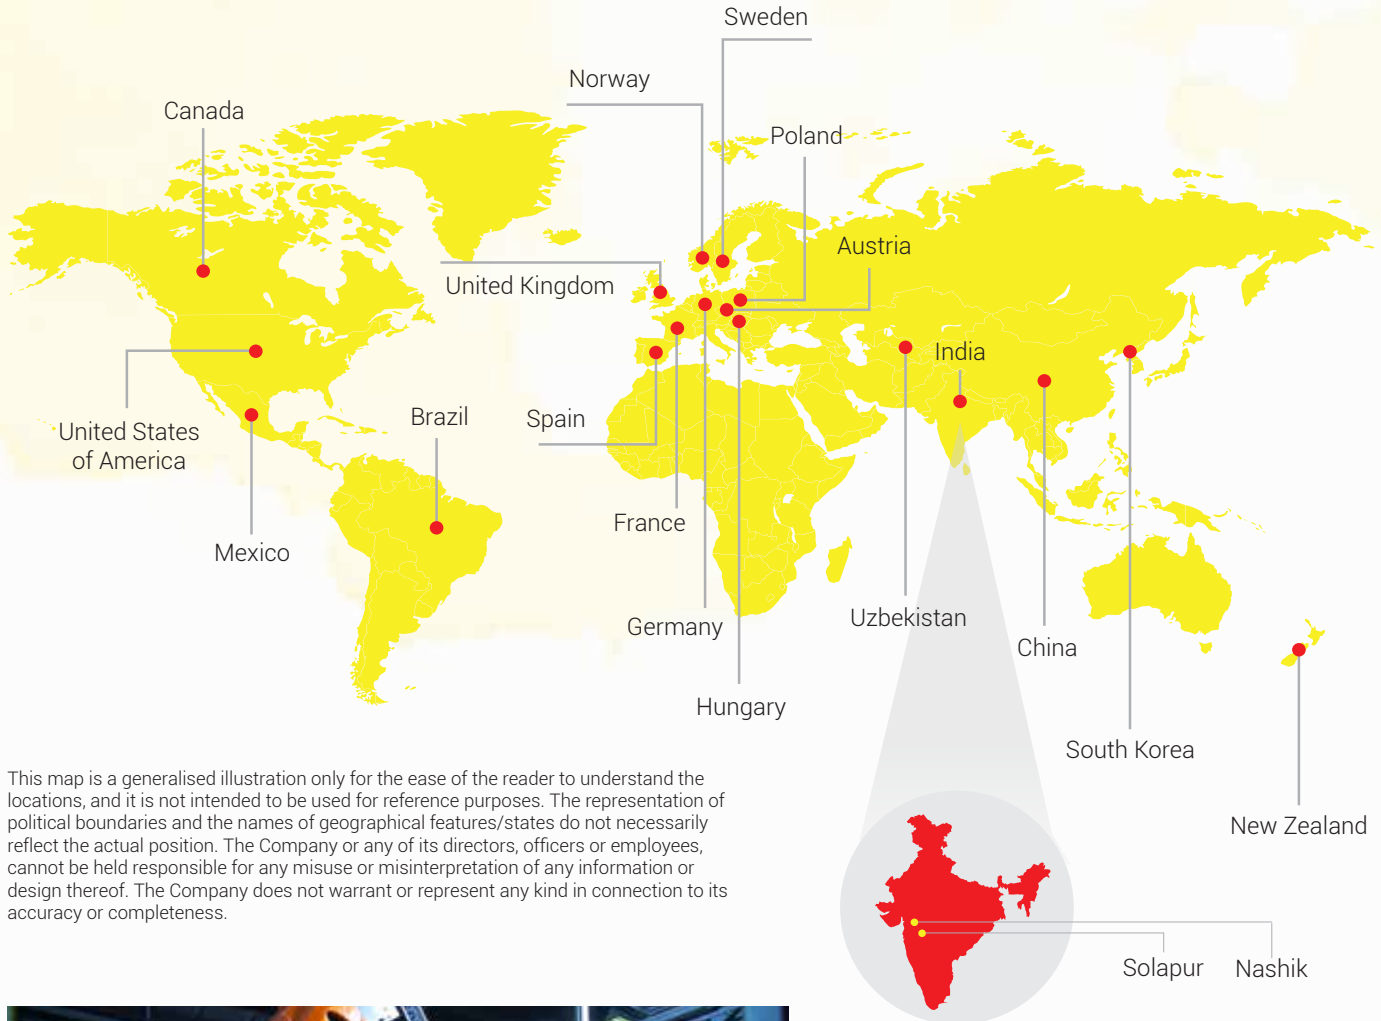 Sweden
Norway
Canada
Poland
Austria
United Kingdom
India
United States
of America
Brazil
Spain
France
Mexico
Germany
Uzbekistan
China
Hungary
South Korea
New Zealand
This map is a generalised illustration only for the ease of the reader to understand the
locations, and it is not intended to be used for reference purposes. The representation of
political boundaries and the names of geographical features/states do not necessarily
reflect the actual position. The Company or any of its directors, officers or employees,
cannot be held responsible for any misuse or misinterpretation of any information or
design thereof. The Company does not warrant or represent any kind in connection to its
accuracy or completeness.
Solapur
Nashik